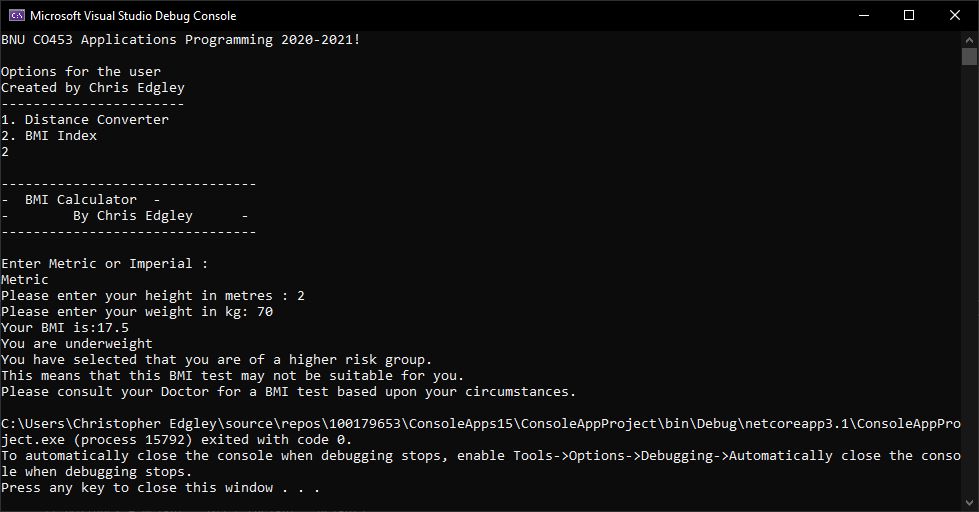 Microsoft Visual Studio Debug Console
BNU CO453 Applications Programming 2020-2021!
Options for the user
Created by Chris Edgley
-----------------------
1. Distance Converter
2. BMI Index
2
--------------------------------
-  BMI Calculator  -
-        By Chris Edgley      -
--------------------------------
Enter Metric or Imperial :
Metric
Please enter your height in metres : 2
Please enter your weight in kg: 70
Your BMI is:17.5
You are underweight
You have selected that you are of a higher risk group.
This means that this BMI test may not be suitable for you.
Please consult your Doctor for a BMI test based upon your circumstances.
C:\Users\Christopher Edgley\source\repos\100179653\ConsoleApps15\ConsoleAppProject\bin\Debug\netcoreapp3.1\ConsoleAppPro
ject.exe (process 15792) exited with code 0.
To automatically close the console when debugging stops, enable Tools->Options->Debugging->Automatically close the conso
le when debugging stops.
Press any key to close this window . . .